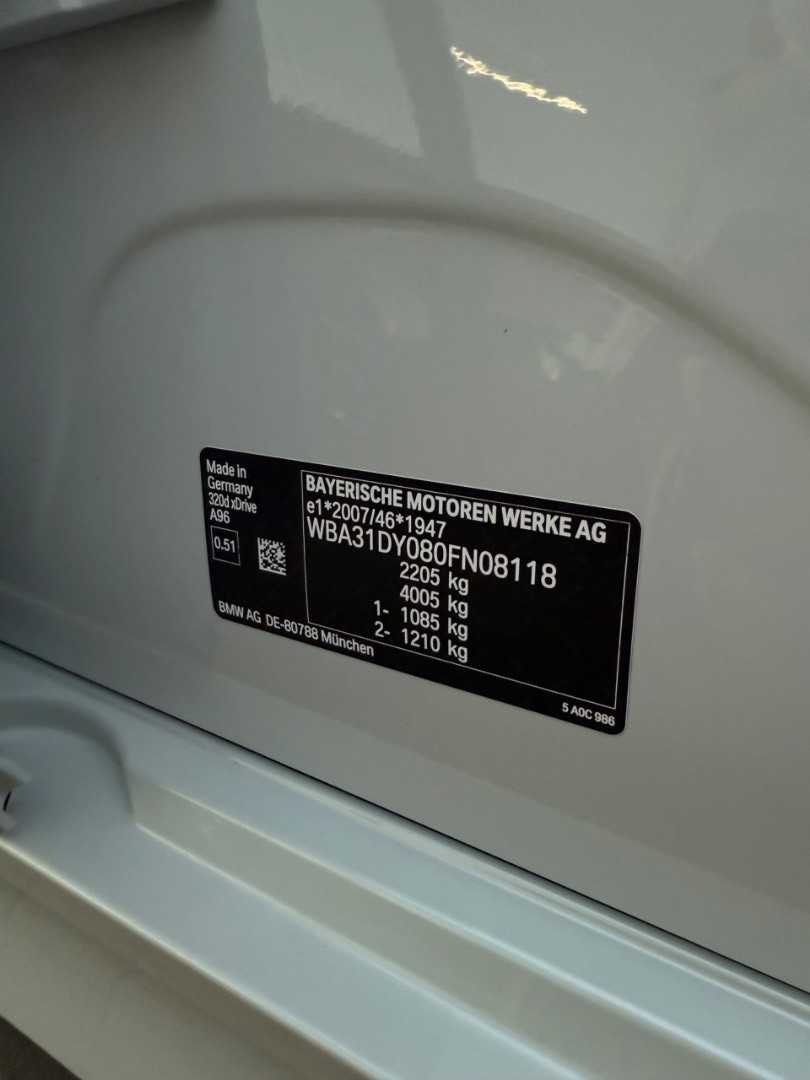 Made in
Germany
320d xDrive
A96
0.51
BAYERISCHE MOTOREN WERKE AG
e1*2007/46*1947
WBA31DY080FN08118
2205 kg
4005 kg
1- 1085 kg
2- 1210 kg
BMW AG DE-80788 München
5 A0C 986